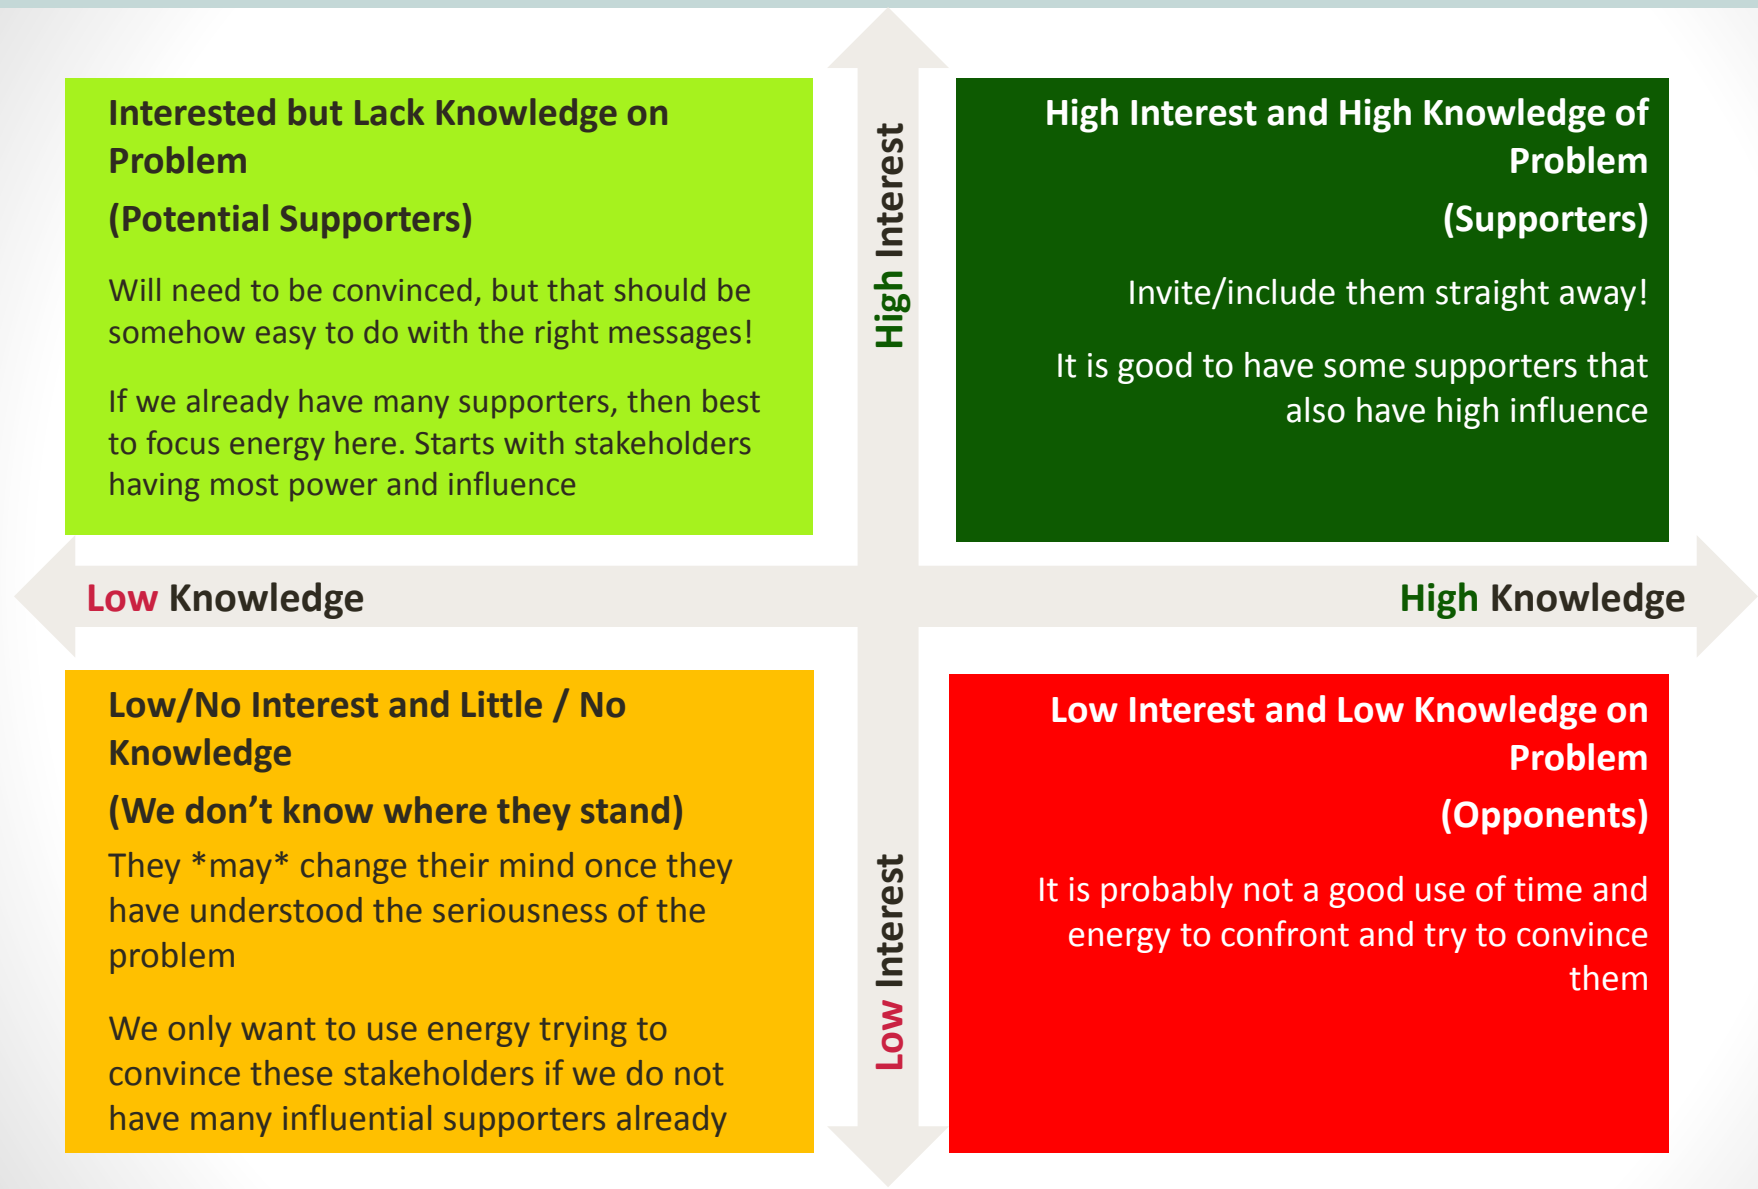 Interested but Lack Knowledge on
Problem
(Potential Supporters)
Will need to be convinced, but that should be
somehow easy to do with the right messages!
If we already have many supporters, then best
to focus energy here. Starts with stakeholders
having most power and influence
High Interest
High Interest and High Knowledge of
Problem
(Supporters)
Invite/include them straight away!
It is good to have some supporters that
also have high influence
Low Knowledge
High Knowledge
Low/No Interest and Little / No
Knowledge
(We don’t know where they stand)
They *may* change their mind once they
have understood the seriousness of the
problem
We only want to use energy trying to
convince these stakeholders if we do not
have many influential supporters already
Low Interest
Low Interest and Low Knowledge on
Problem
(Opponents)
It is probably not a good use of time and
energy to confront and try to convince
them